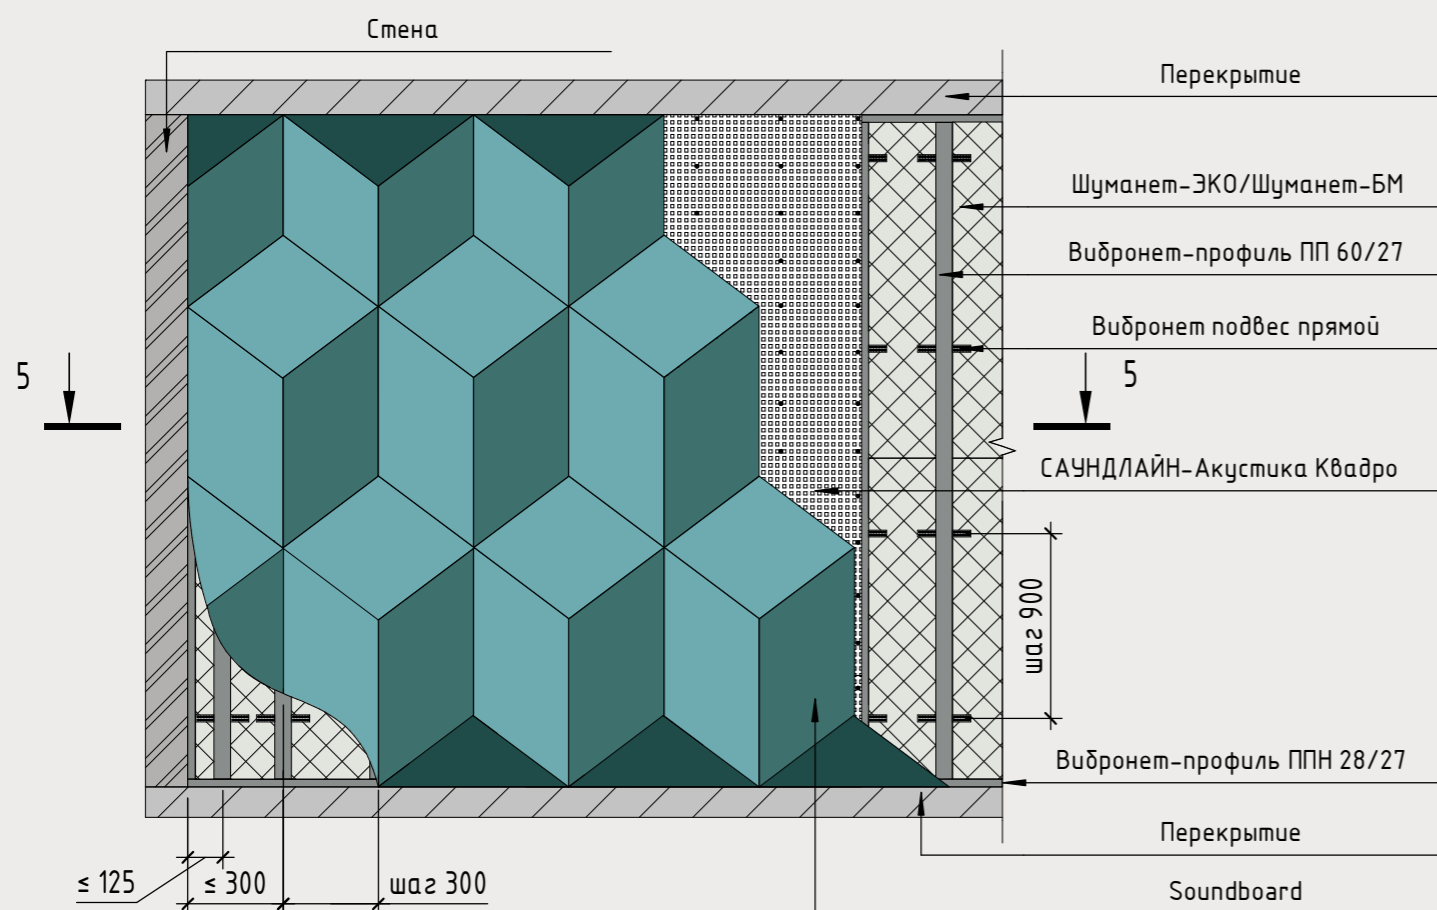 Стена
Перекрытие
Шуманет-ЭКО/Шуманет-БМ
Вибронет-профиль ПП 60/27
Вибронет подвес прямой
5
5
САУНДЛАЙН-Акустика Квадро
шаг 900
Вибронет-профиль ППН 28/27
Перекрытие
≤ 125
≤ 300
шаг 300
Soundboard